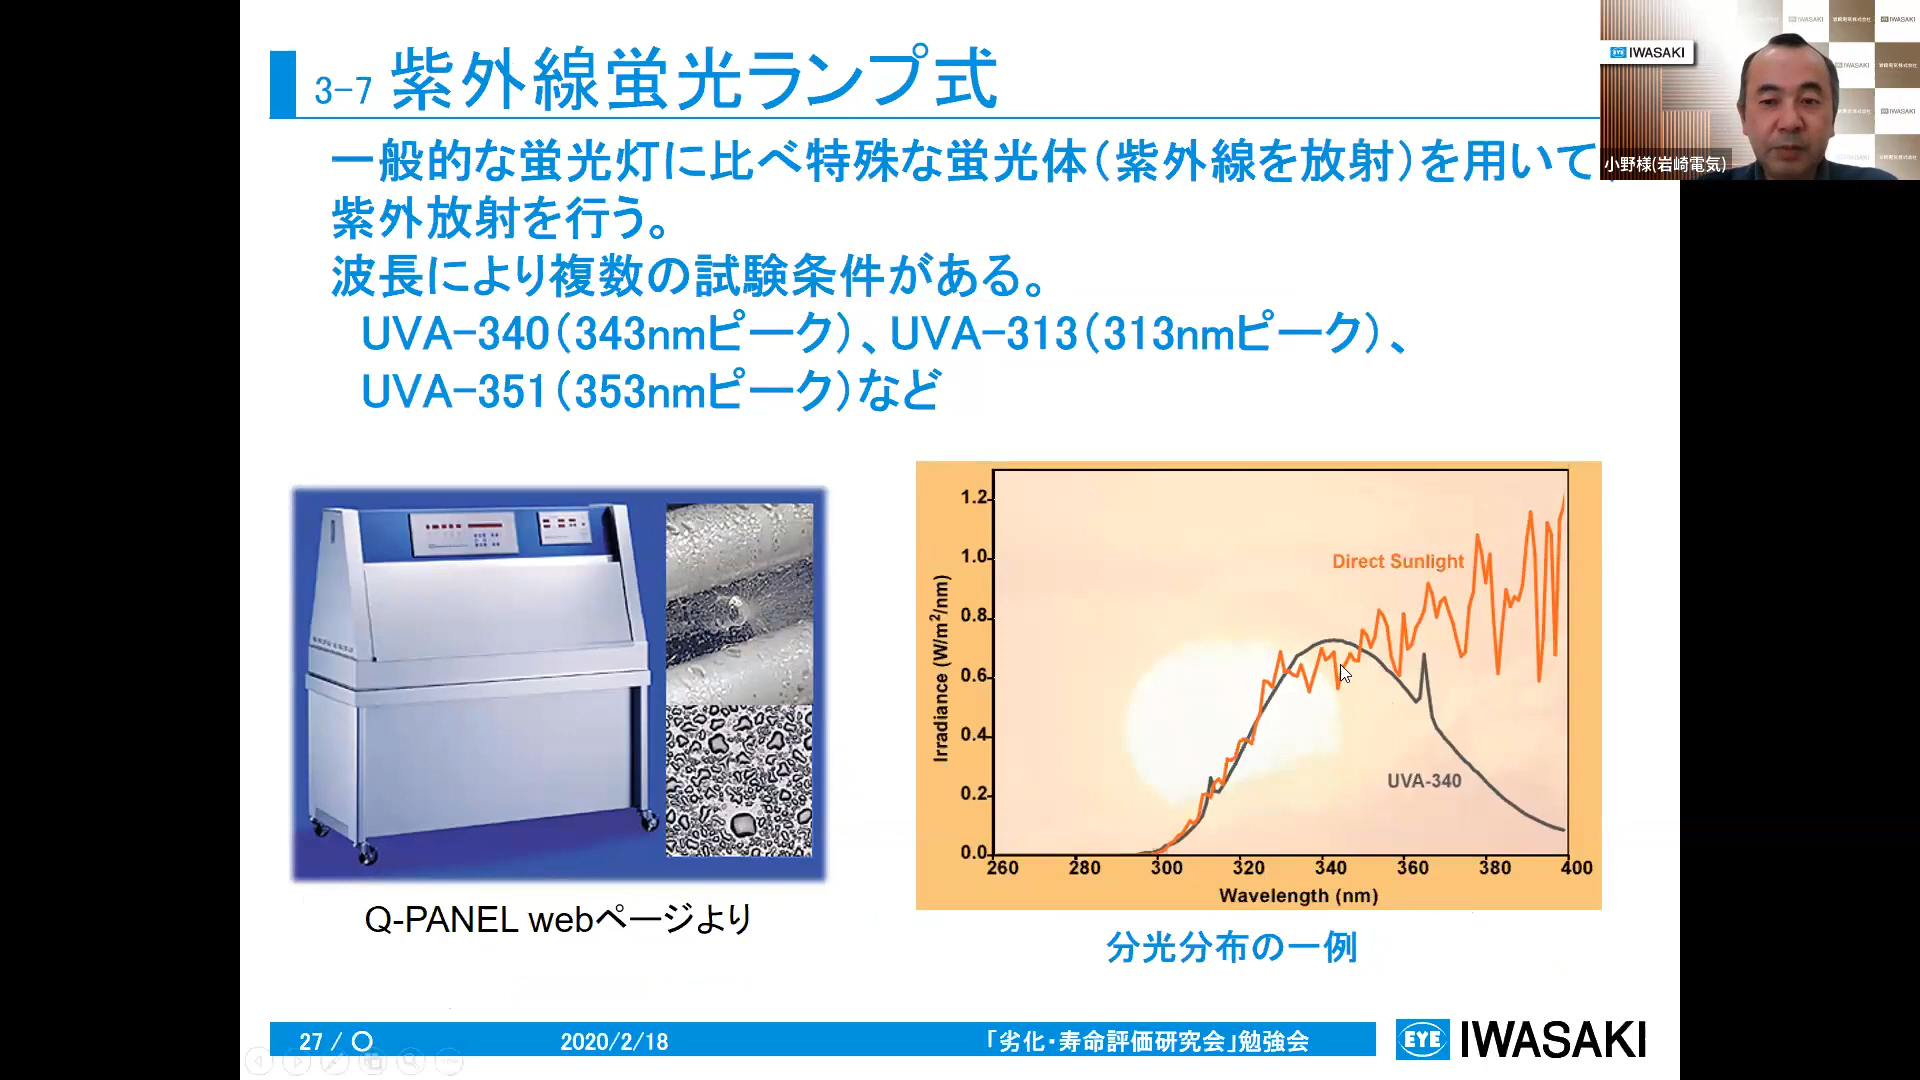 3-7 紫外線蛍光ランプ式
IWASAKI
小野様(岩崎電気)
一般的な蛍光灯に比べ特殊な蛍光体(紫外線を放射)を用いて
紫外放射を行う。
波長により複数の試験条件がある。
UVA-340(343nmピーク)、UVA-313(313nmピーク)、
UVA-351(353nmピーク)など
Q-PANEL webページより
Irradiance (W/m²/nm)
1.2
1.0
0.8
0.6
0.4
0.2
0.0
Direct Sunlight
UVA-340
260 280 300 320 340 360 380 400
Wavelength (nm)
分光分布の一例
27 / 〇
2020/2/18
「劣化・寿命評価研究会」勉強会
EYE IWASAKI